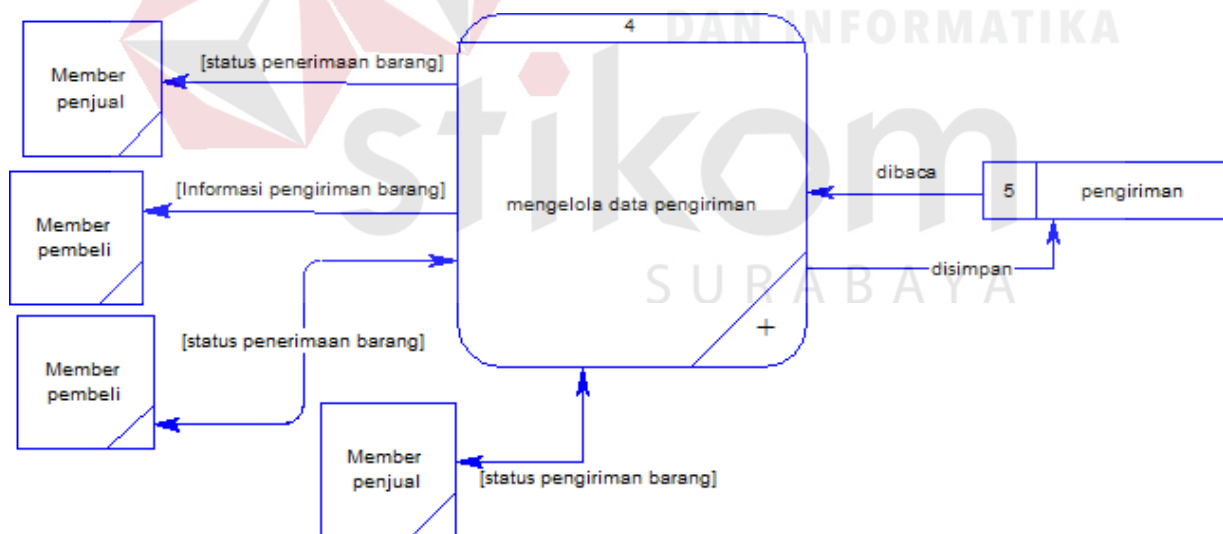 DAN INFORMATIKA
4
[status penerimaan barang]
Member
penjual
stikom
dibaca
5
pengiriman
[Informasi pengiriman barang]
mengelola data pengiriman
Member
pembeli
disimpan
SURABAYA
+
[status penerimaan barang]
Member
pembeli
Member
penjual
[status pengiriman barang]